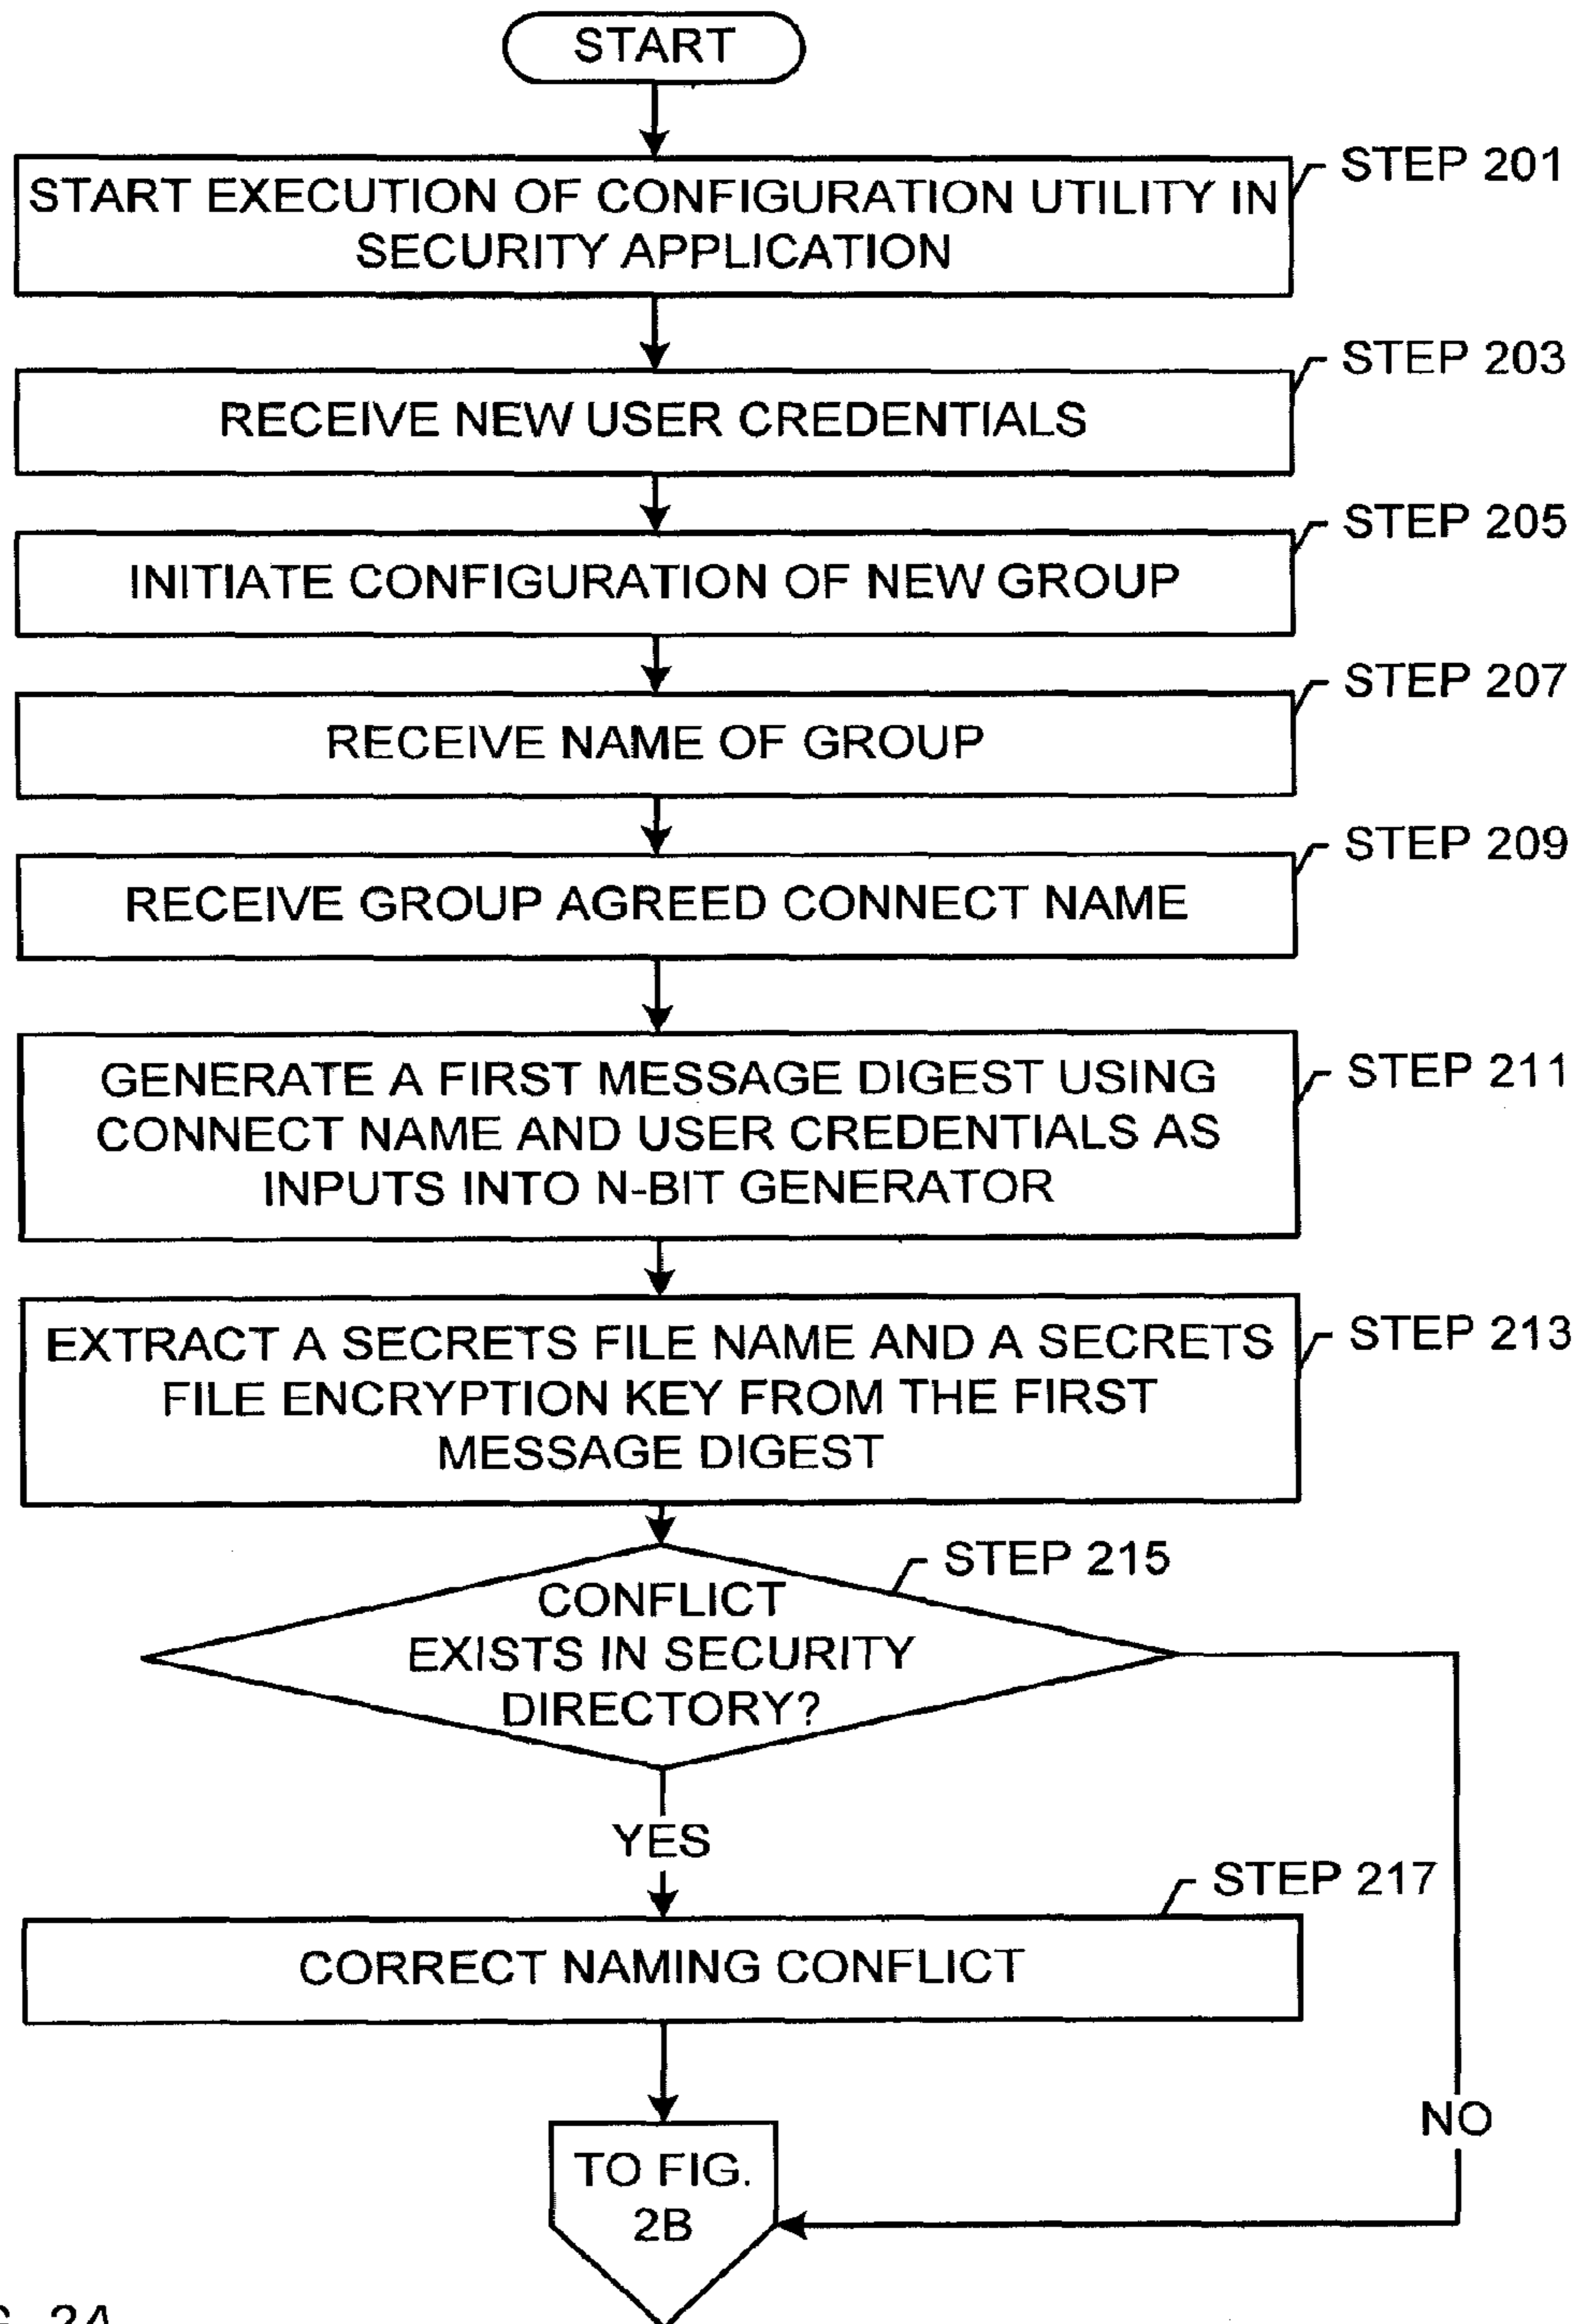 START
STEP 201
START EXECUTION OF CONFIGURATION UTILITY IN
SECURITY APPLICATION
STEP 203
RECEIVE NEW USER CREDENTIALS
STEP 205
INITIATE CONFIGURATION OF NEW GROUP
STEP 207
RECEIVE NAME OF GROUP
STEP 209
RECEIVE GROUP AGREED CONNECT NAME
STEP 211
GENERATE A FIRST MESSAGE DIGEST USING
CONNECT NAME AND USER CREDENTIALS AS
INPUTS INTO N-BIT GENERATOR
STEP 213
EXTRACT A SECRETS FILE NAME AND A SECRETS
FILE ENCRYPTION KEY FROM THE FIRST
MESSAGE DIGEST
STEP 215
CONFLICT
EXISTS IN SECURITY
DIRECTORY?
YES
STEP 217
CORRECT NAMING CONFLICT
NO
TO FIG.
2B
2A